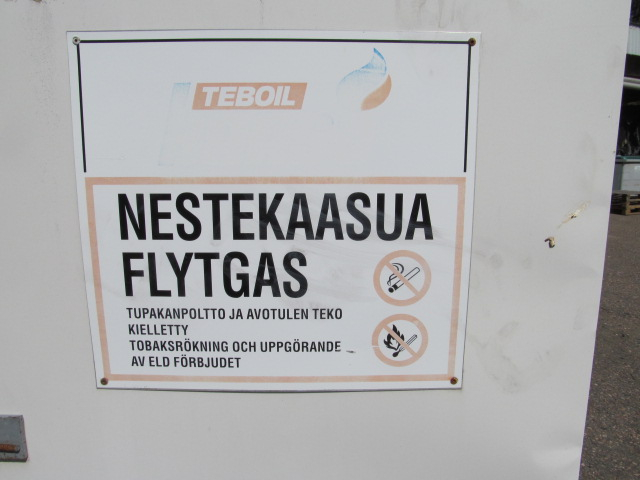 TEBOIL
NESTEKAASUA
FLYTGAS
TUPAKANPOLTTO JA AVOTULEN TEKO
KIELLETTY
TOBAKSRÖKNING OCH UPPGÖRANDE
AV ELD FÖRBJUDET